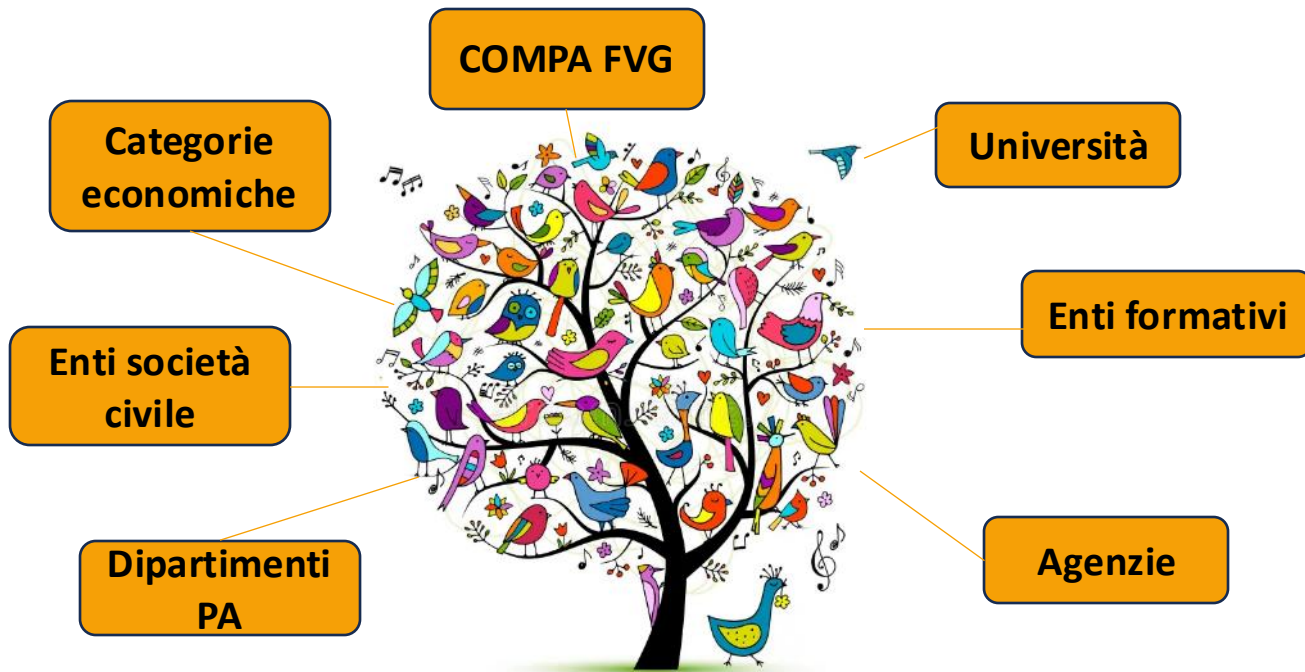 COMPA FVG
Categorie
economiche
Università
Enti formativi
Enti società
civile
Dipartimenti
PA
Agenzie